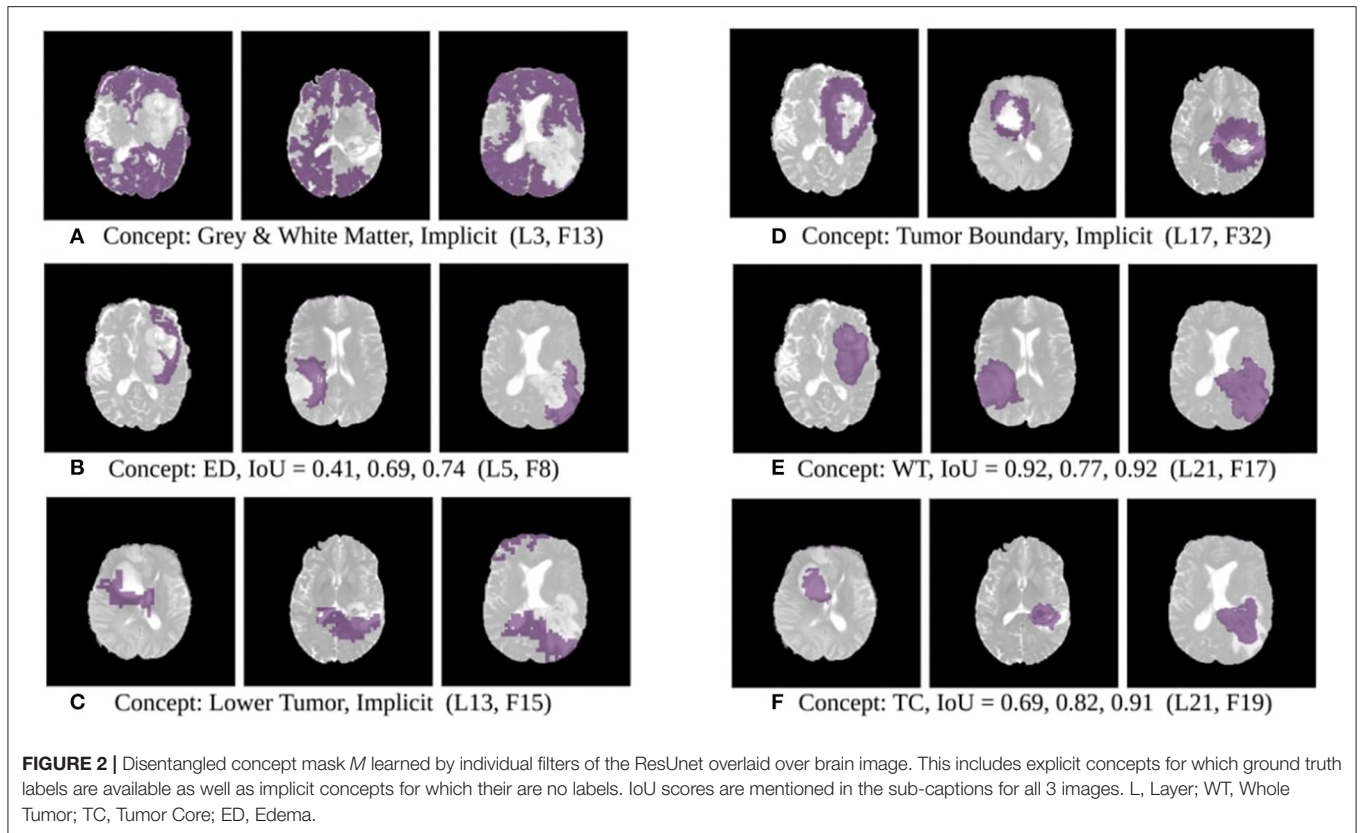 A Concept: Grey & White Matter, Implicit (L3, F13)
B Concept: ED, IoU = 0.41, 0.69, 0.74 (L5, F8)
C Concept: Lower Tumor, Implicit (L13, F15)
D Concept: Tumor Boundary, Implicit (L17, F32)
E Concept: WT, IoU = 0.92, 0.77, 0.92 (L21, F17)
F Concept: TC, IoU = 0.69, 0.82, 0.91 (L21, F19)
FIGURE 2 | Disentangled concept mask M learned by individual filters of the ResUnet overlaid over brain image. This includes explicit concepts for which ground truth
labels are available as well as implicit concepts for which their are no labels. IoU scores are mentioned in the sub-captions for all 3 images. L, Layer; WT, Whole
Tumor; TC, Tumor Core; ED, Edema.